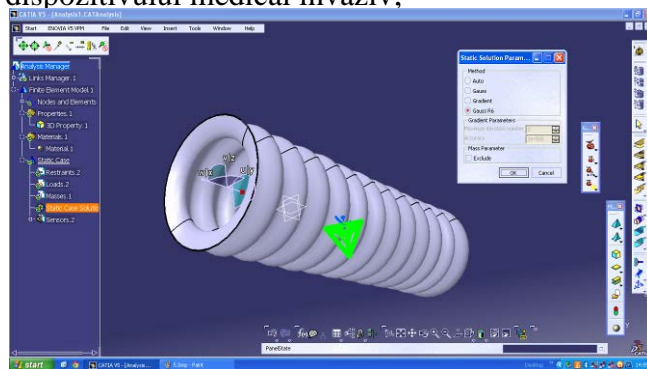 dispozitivului medical invaziv,
CATIA V5 - [Analysis1.CATAnalysis]
Start ENOVIA V5 VPM File Edit View Insert Tools Window Help
Analysis Manager
Links Manager.1
Finite Element Model.1
Nodes and Elements
Properties.1
3D Property.1
Materials.1
Material.1
Static Case
Restraints.2
Loads.2
Masses.1
Static Case Solutio
Sensors.2
Static Solution Param...
Method
Auto
Gauss
Gradient
Gauss R6
Gradient Parameters
Maximum iteration number
Accuracy
Mass Parameter
Exclude
OK Cancel
PanelState
start
CATIA V5 - [Analysis ...
Desktop